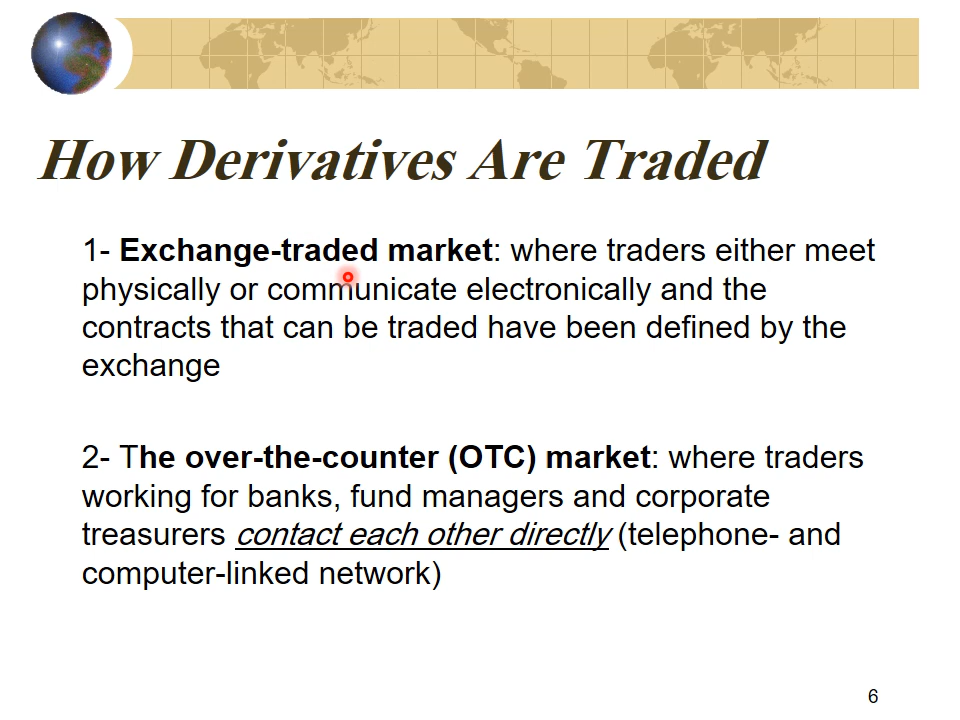 How Derivatives Are Traded
1- Exchange-traded market: where traders either meet
physically or communicate electronically and the
contracts that can be traded have been defined by the
exchange
2- The over-the-counter (OTC) market: where traders
working for banks, fund managers and corporate
treasurers contact each other directly (telephone- and
computer-linked network)
6